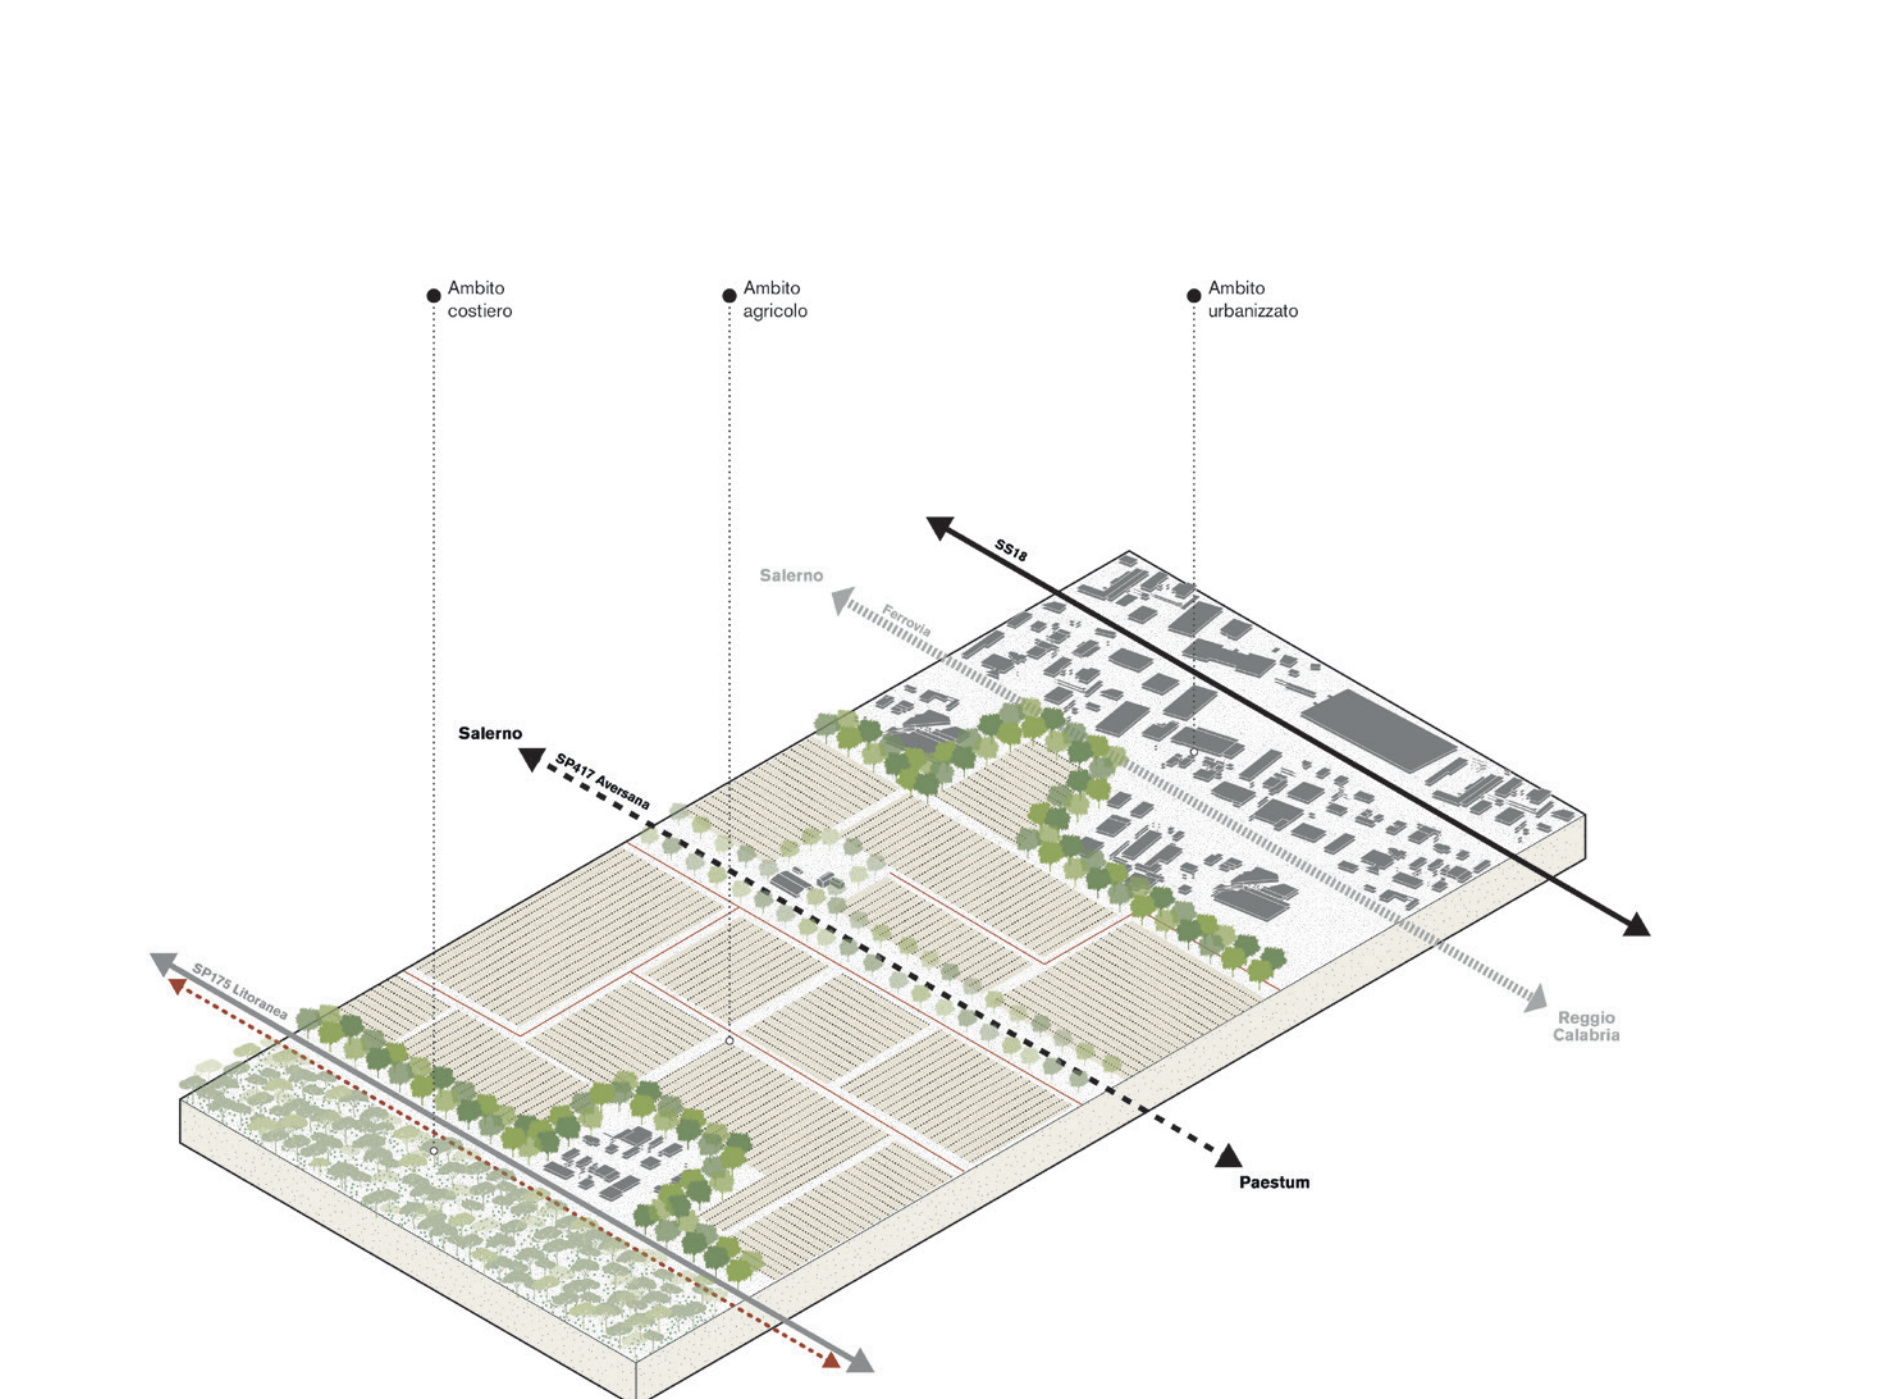 Ambito
costiero
Ambito
agricolo
Ambito
urbanizzato
SS18
Salerno
Ferrovia
Salerno
SP417 Aversana
SP175 Litoranea
Reggio
Calabria
Paestum